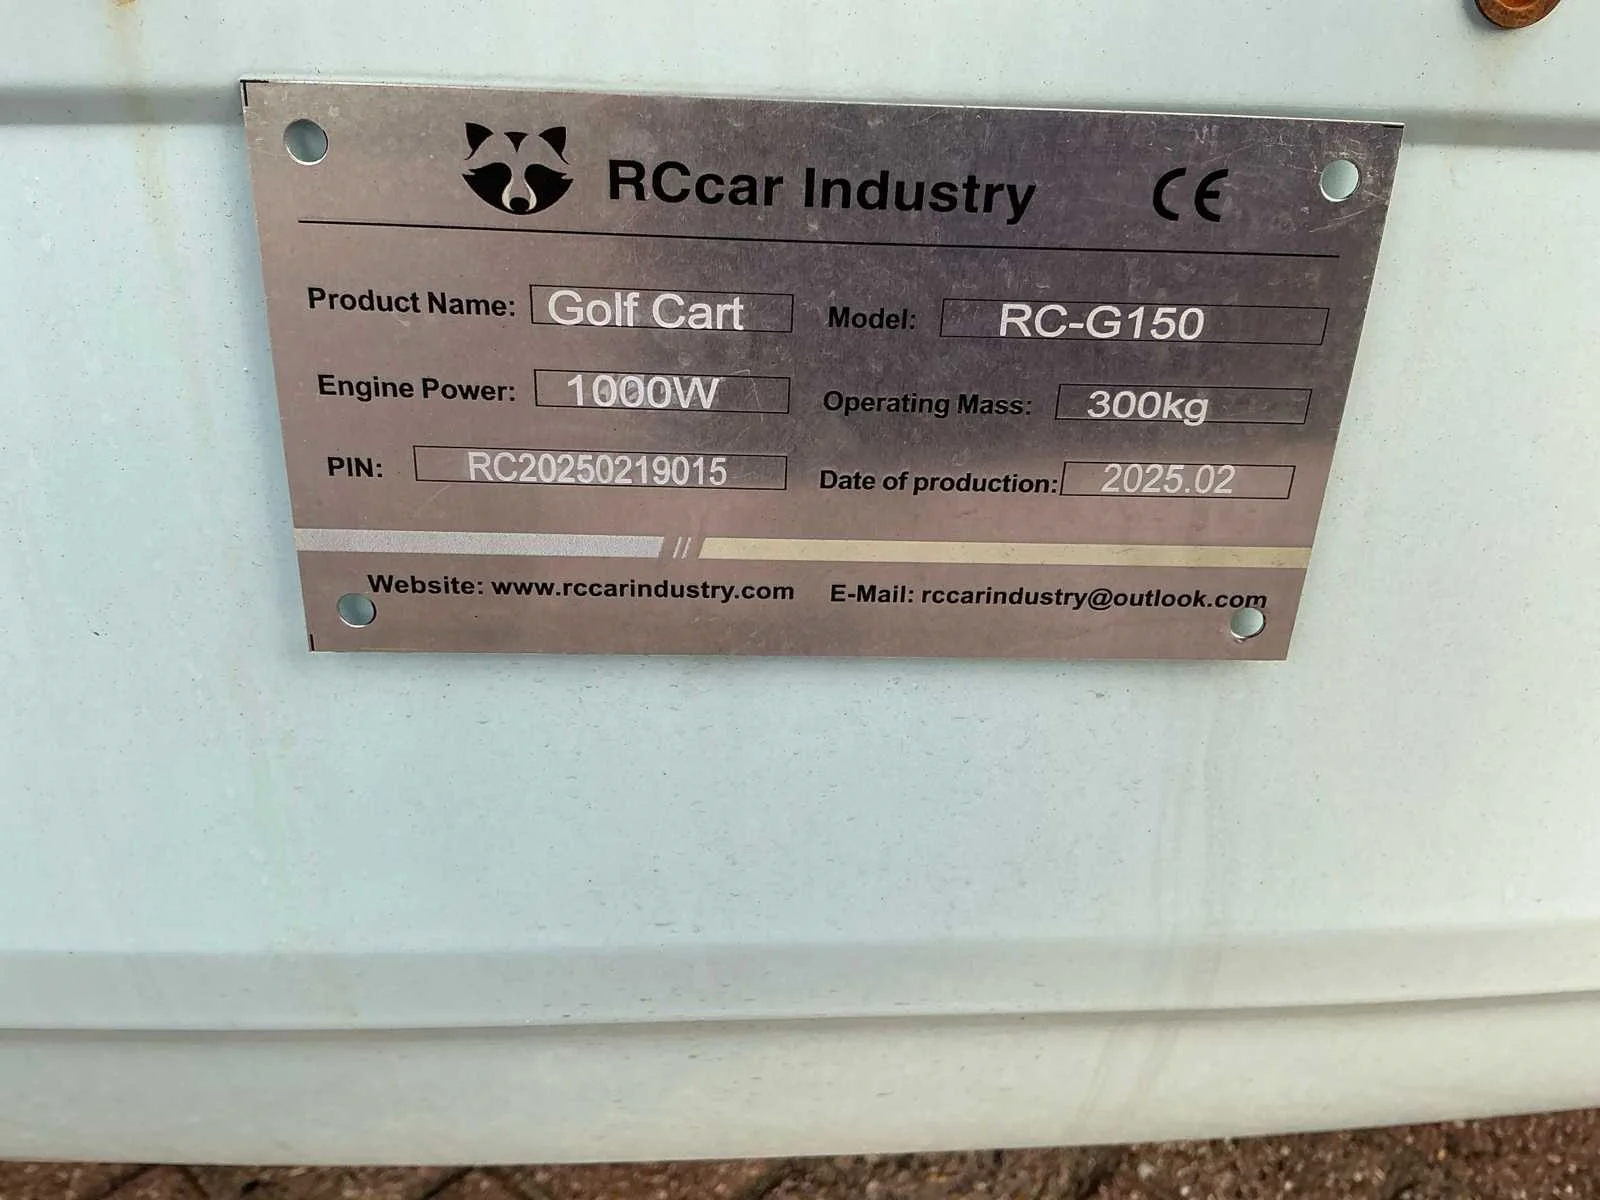 RCcar Industry CE
Product Name: Golf Cart Model: RC-G150
Engine Power: 1000W Operating Mass: 300kg
PIN: RC20250219015 Date of production: 2025.02
Website: www.rccarindustry.com E-Mail: rccarindustry@outlook.com